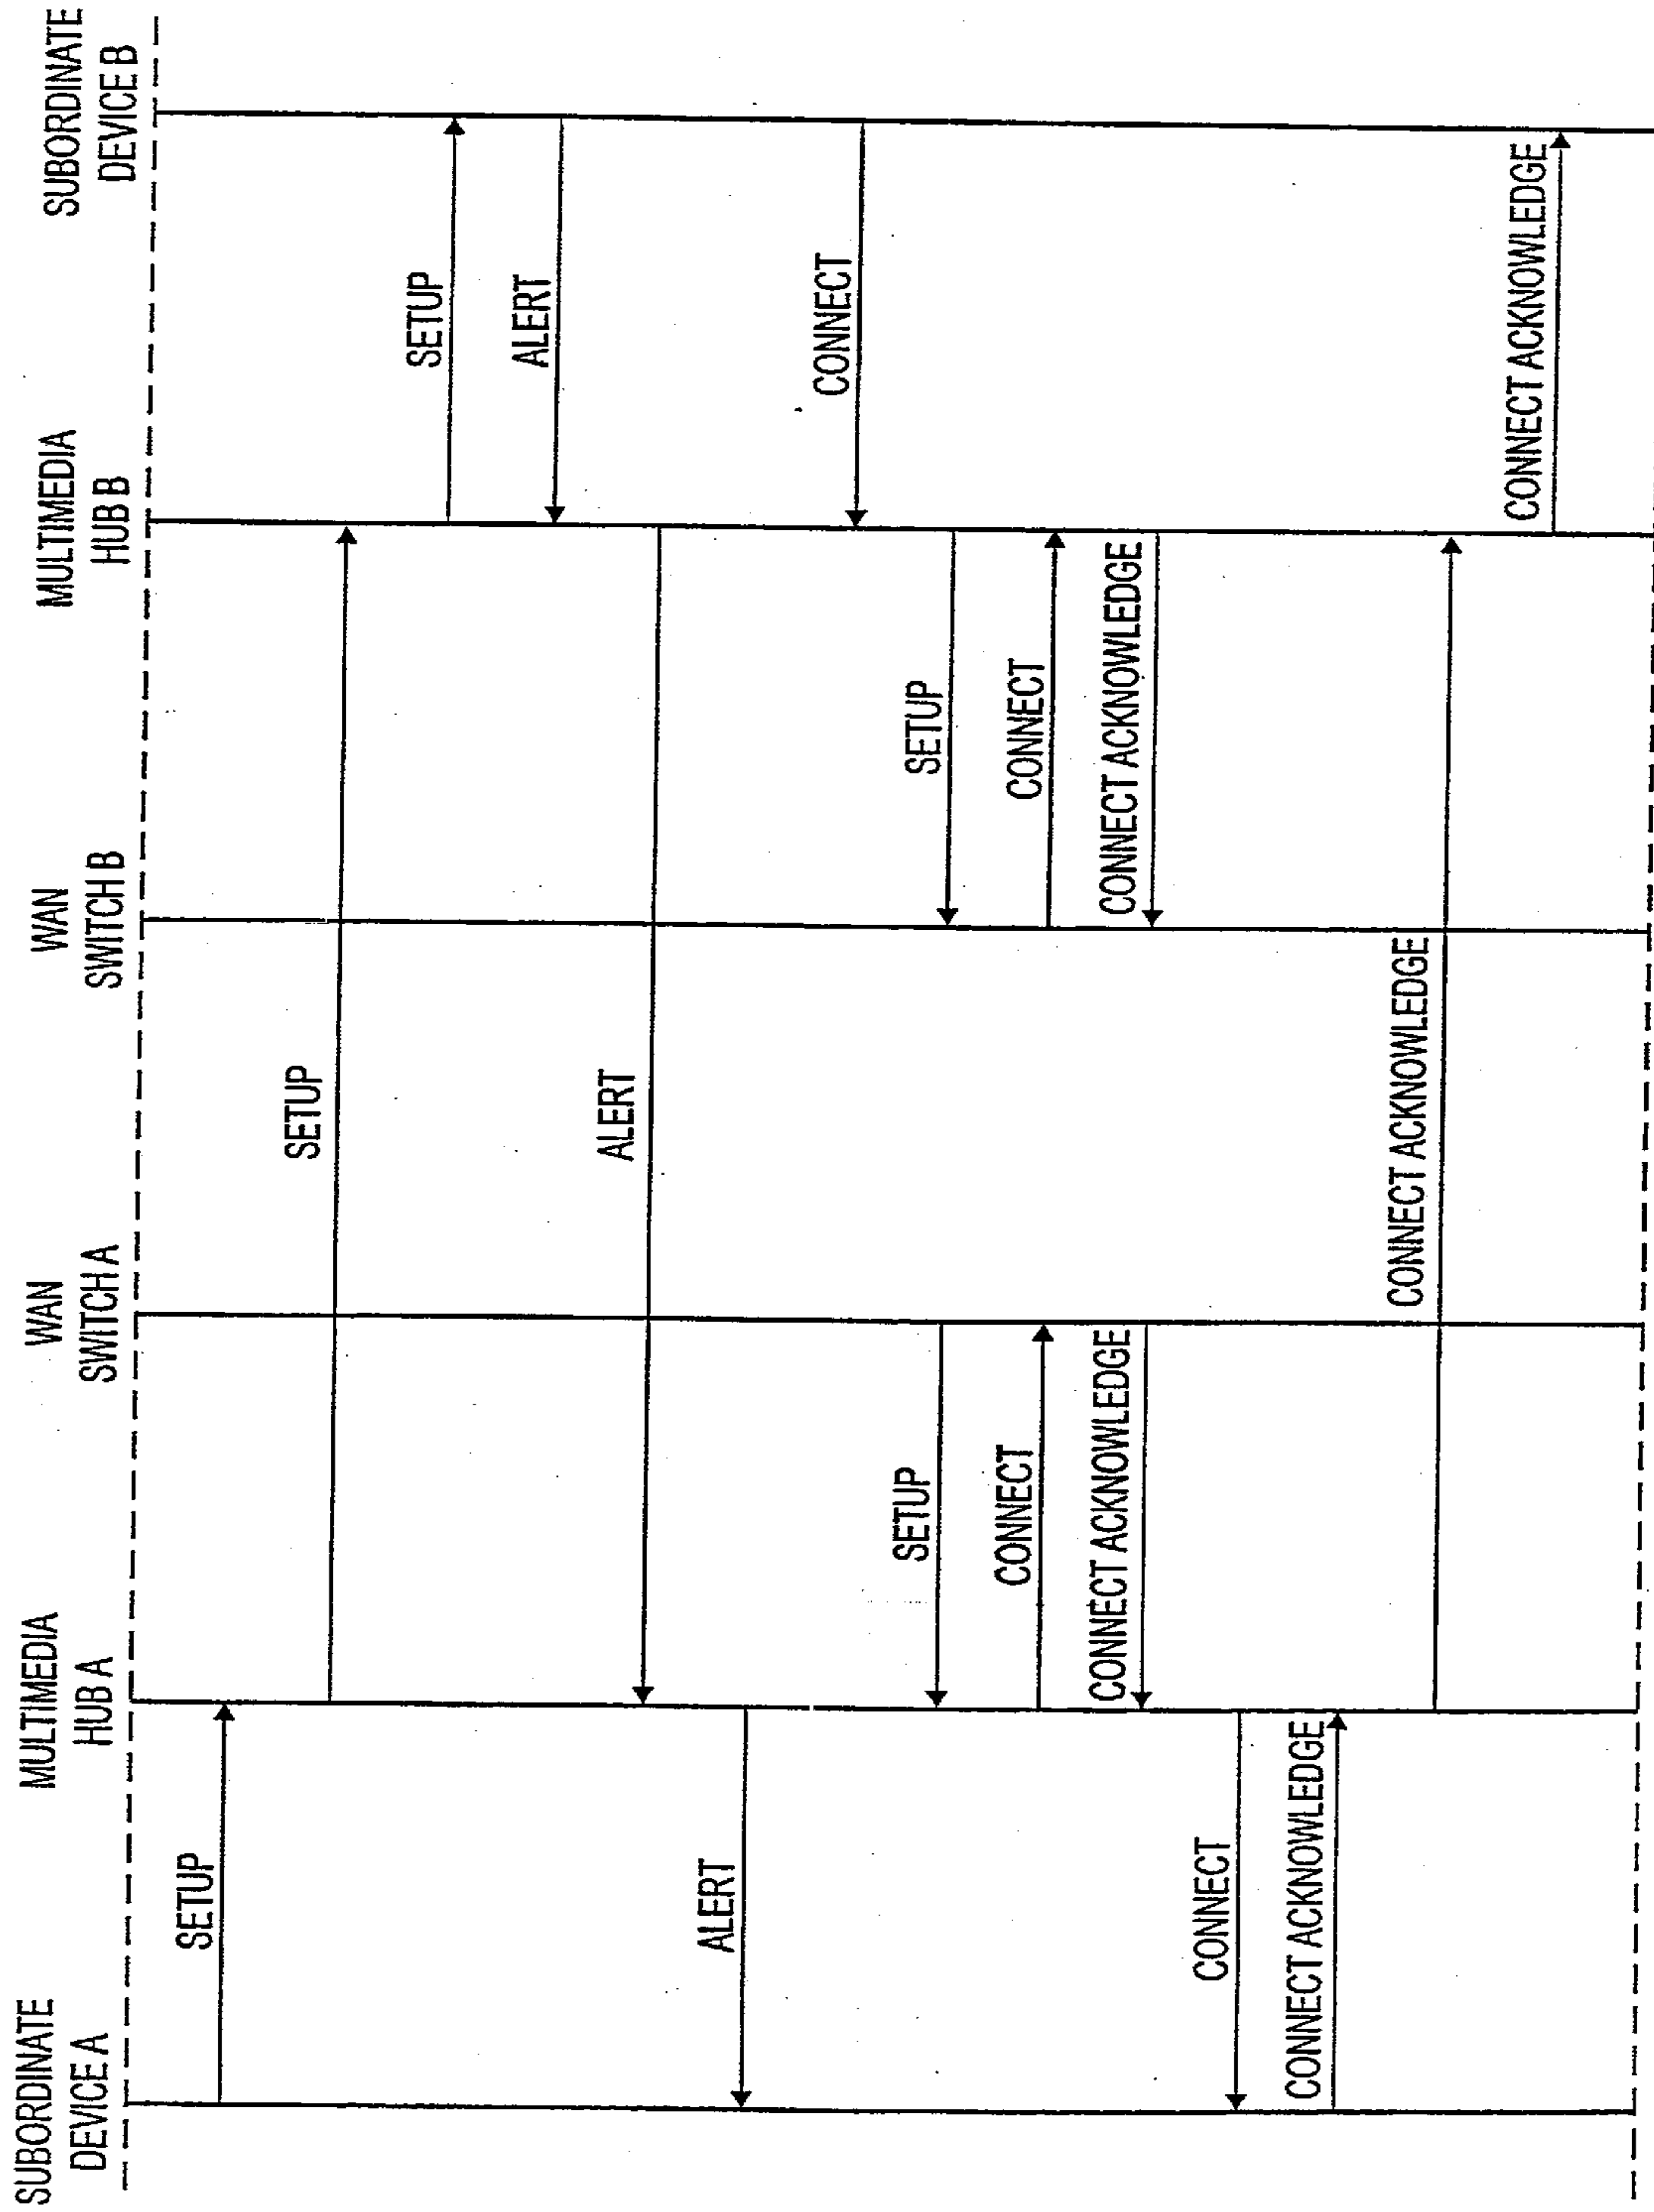 SUBORDINATE
DEVICE A
MULTIMEDIA
HUB A
WAN
SWITCH A
WAN
SWITCH B
MULTIMEDIA
HUB B
SUBORDINATE
DEVICE B
SETUP
SETUP
SETUP
ALERT
ALERT
ALERT
CONNECT
SETUP
SETUP
CONNECT
CONNECT
CONNECT ACKNOWLEDGE
CONNECT ACKNOWLEDGE
CONNECT
CONNECT ACKNOWLEDGE
CONNECT ACKNOWLEDGE
CONNECT ACKNOWLEDGE